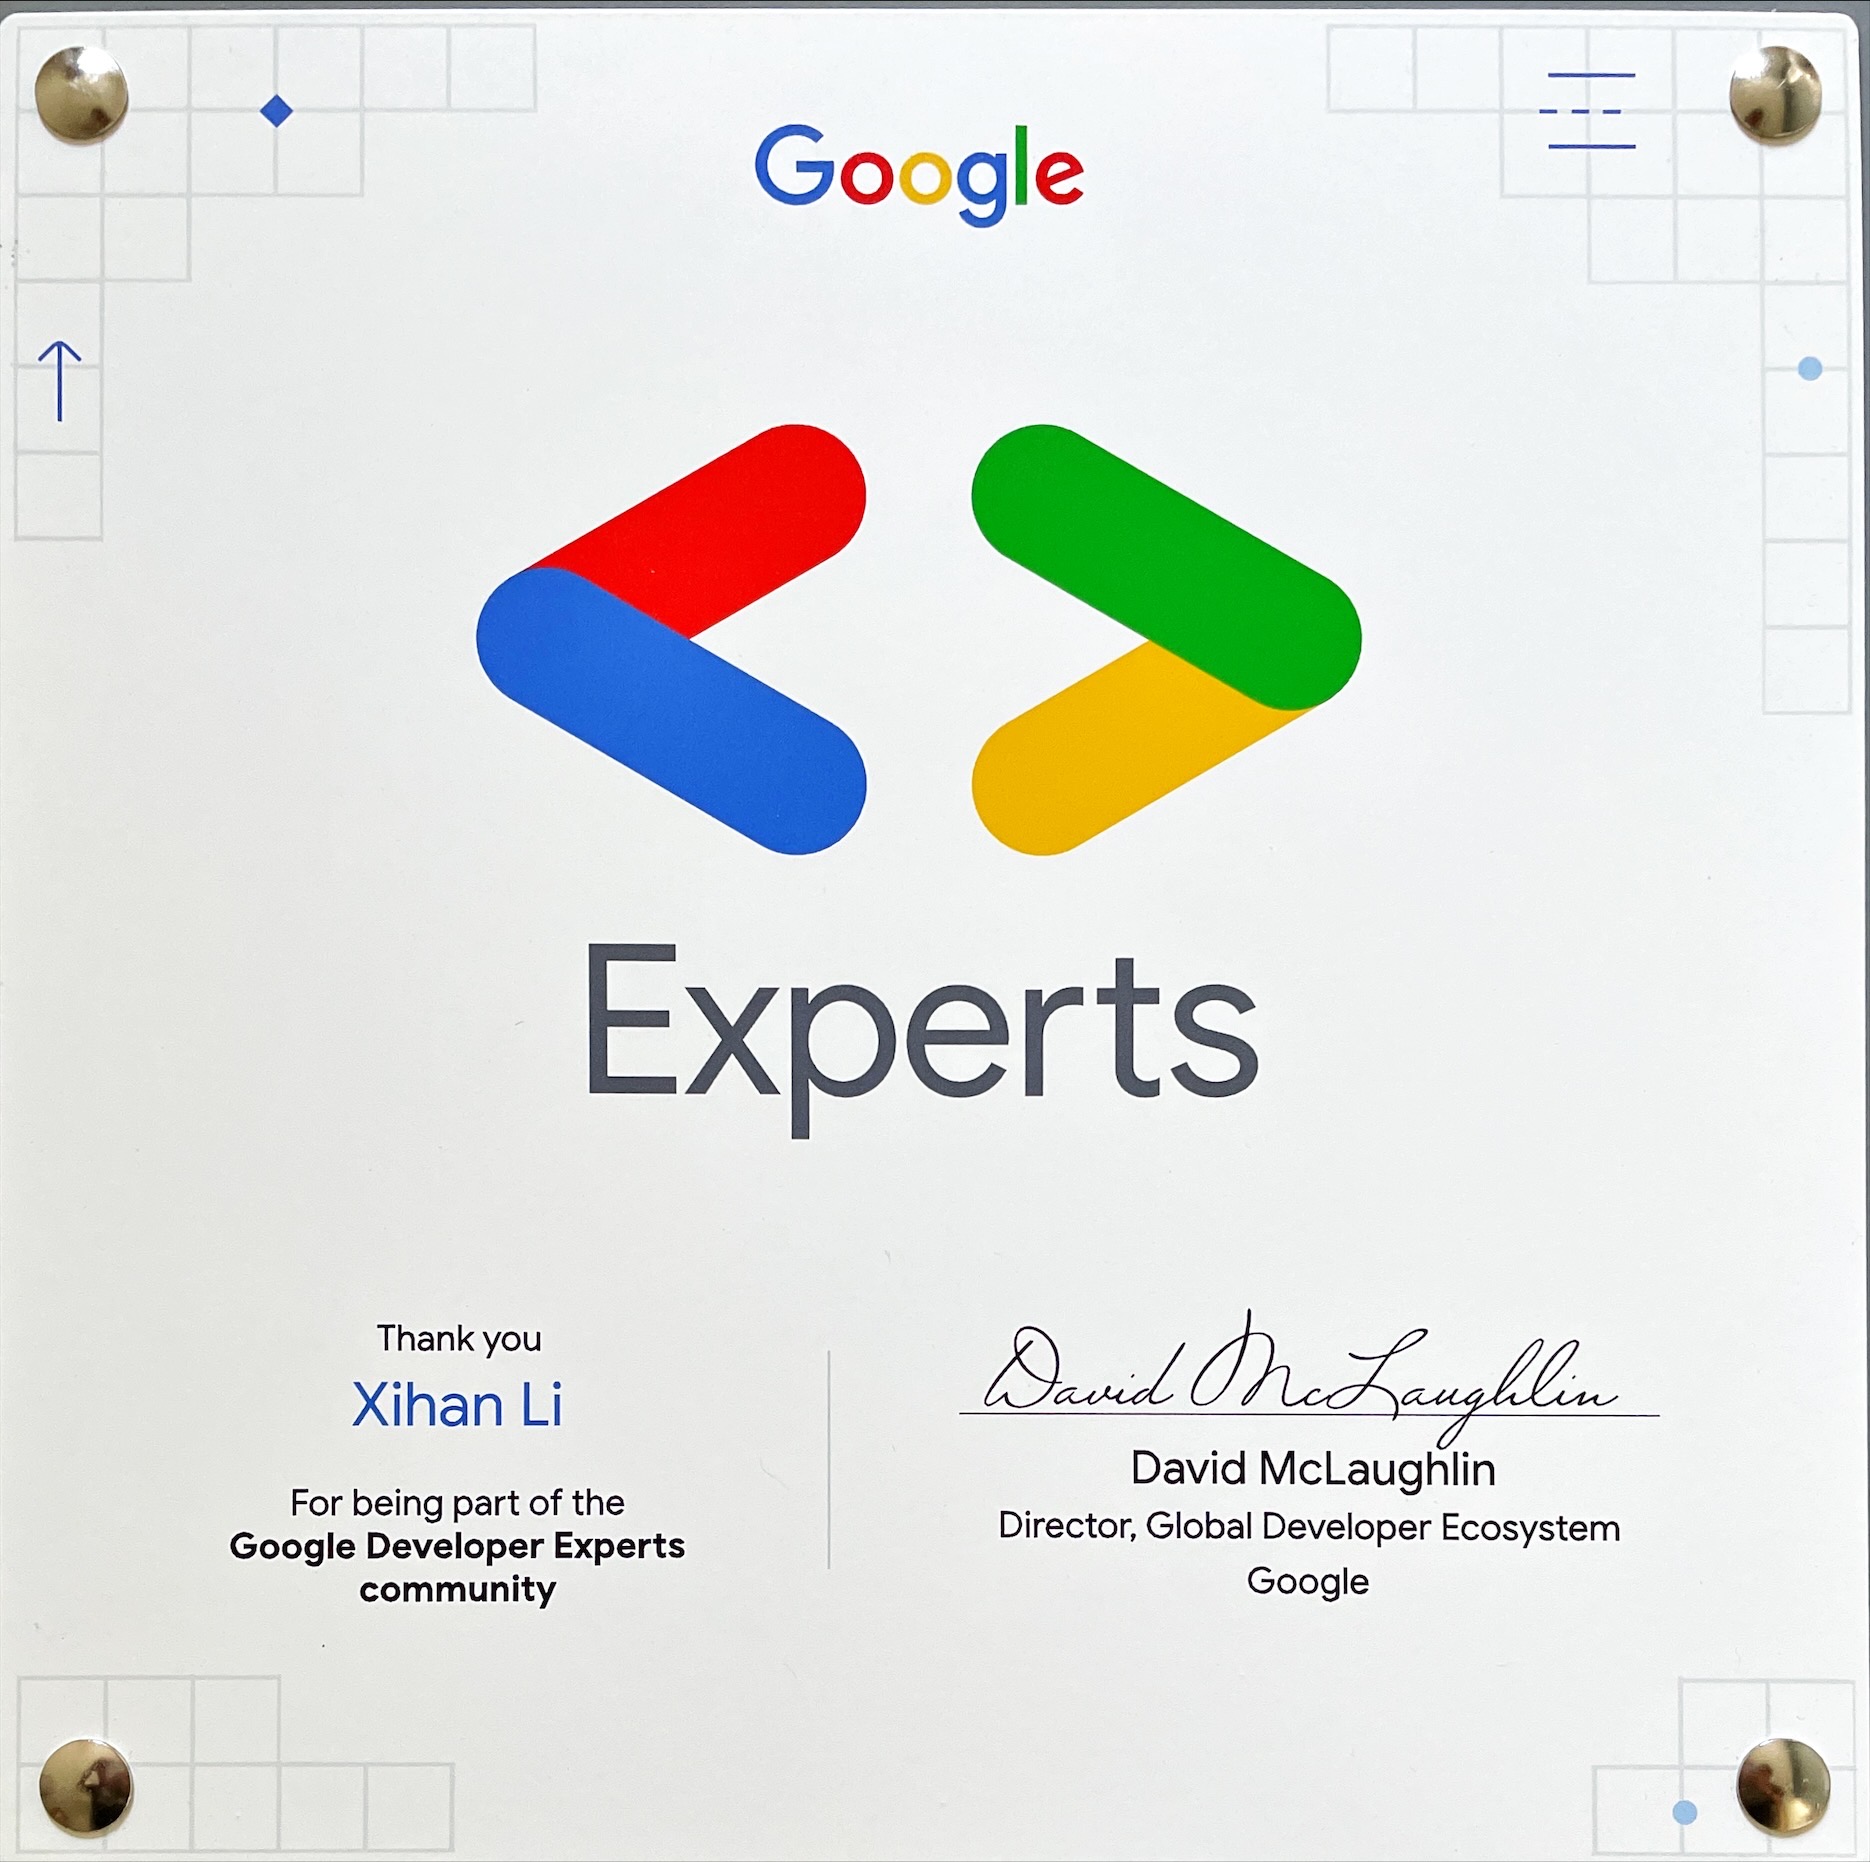 Google
Experts
Thank you
Xihan Li
For being part of the
Google Developer Experts
community
David McLaughlin
David McLaughlin
Director, Global Developer Ecosystem
Google